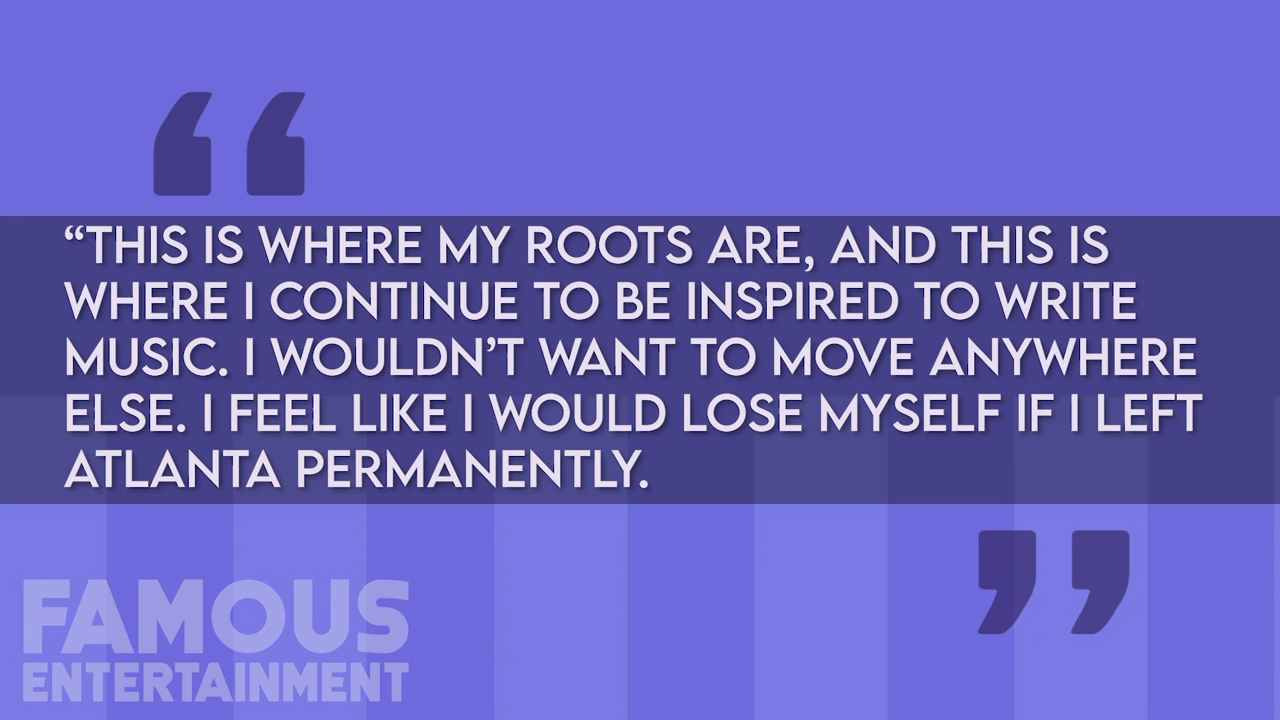 “THIS IS WHERE MY ROOTS ARE, AND THIS IS
WHERE I CONTINUE TO BE INSPIRED TO WRITE
MUSIC. I WOULDN’T WANT TO MOVE ANYWHERE
ELSE. I FEEL LIKE I WOULD LOSE MYSELF IF I LEFT
ATLANTA PERMANENTLY.
FAMOUS
ENTERTAINMENT